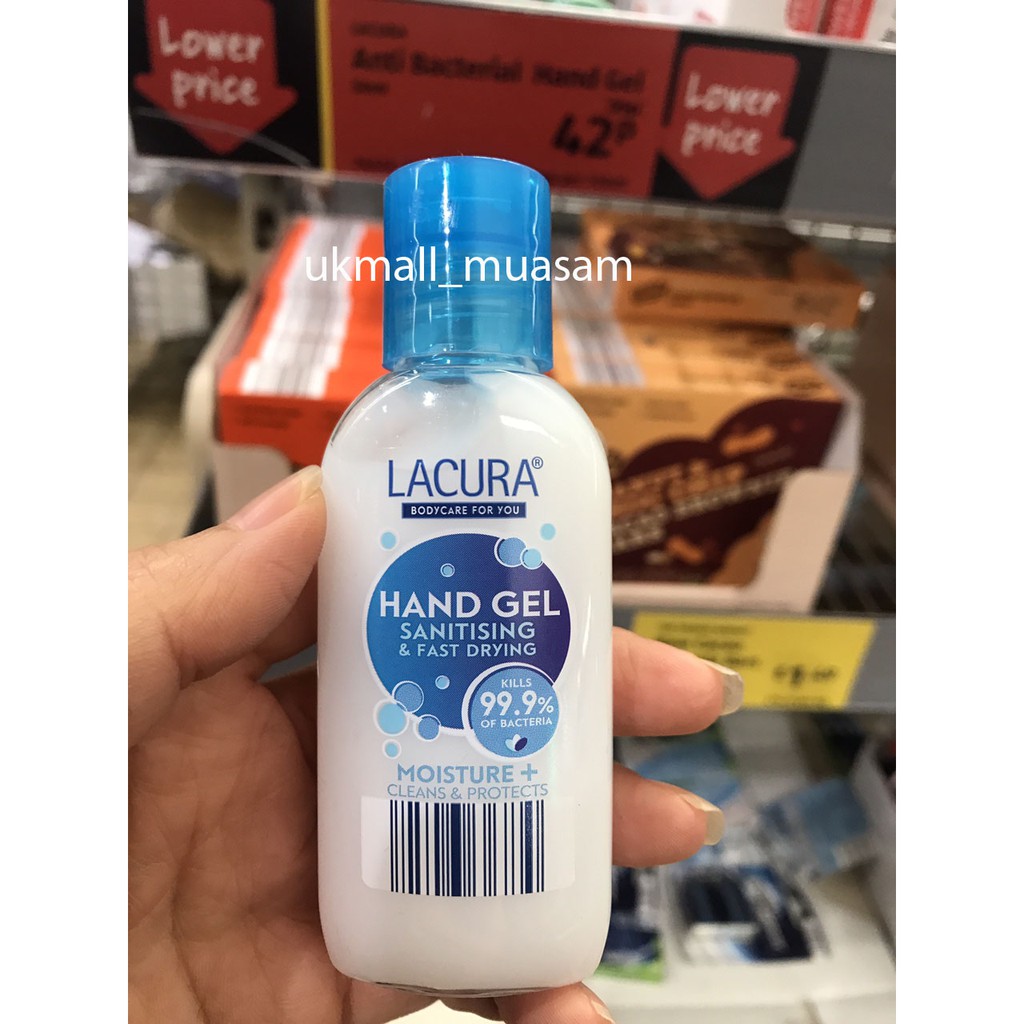 Lower
price
LACURA
Anti Bacterial Hand Gel
42P
Lower
price
ukmall_muasam
LACURA®
BODYCARE FOR YOU
HAND GEL
SANITISING
& FAST DRYING
KILLS
99.9%
OF BACTERIA
MOISTURE +
CLEANS & PROTECTS